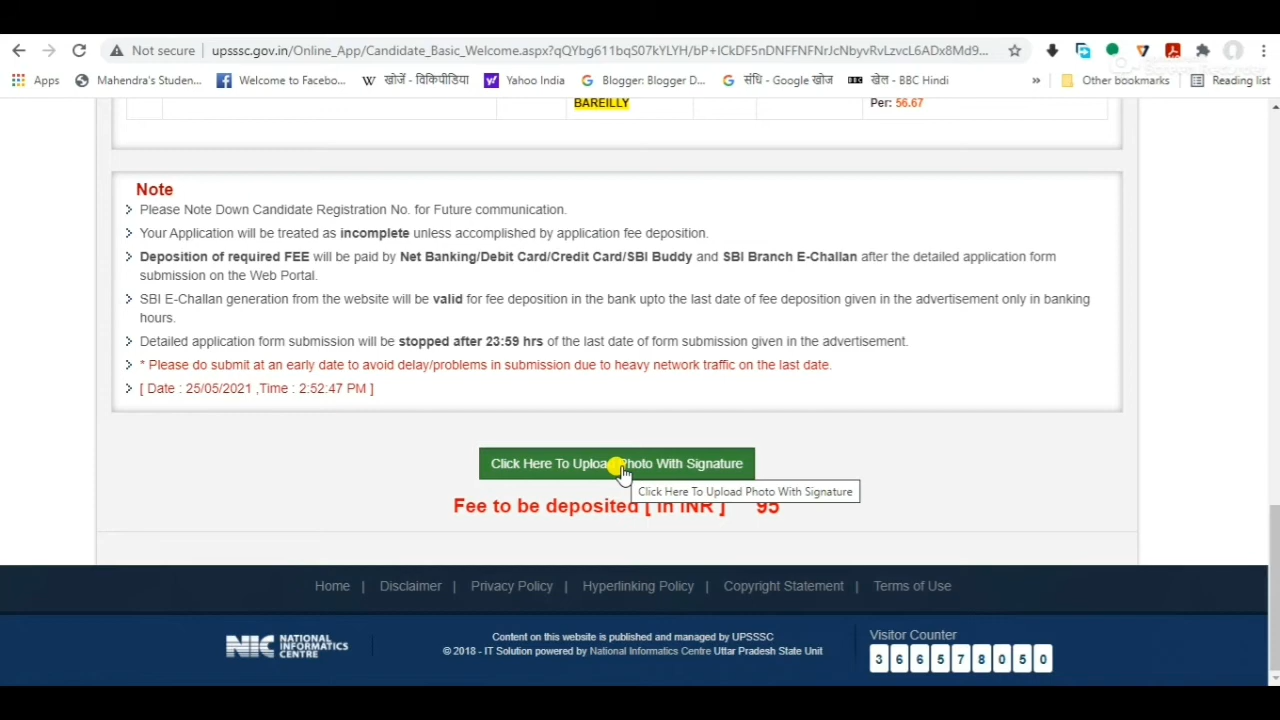 Not secure
upsssc.gov.in/Online_App/Candidate_Basic_Welcome.aspx?qQYbg611bqS07kYLYH/bP+ICkDF5nDNFFNFNrJcNbyvRvLzvcL6ADx8Md9...
Apps
Mahendra's Studen...
Welcome to Facebo...
खोजें - विकिपीडिया
Yahoo India
Blogger: Blogger D...
संधि - Google खोज
खेल - BBC Hindi
»
Other bookmarks
Reading list
BAREILLY
Per: 56.67
Note
Please Note Down Candidate Registration No. for Future communication.
Your Application will be treated as incomplete unless accomplished by application fee deposition.
Deposition of required FEE will be paid by Net Banking/Debit Card/Credit Card/SBI Buddy and SBI Branch E-Challan after the detailed application form
submission on the Web Portal.
SBI E-Challan generation from the website will be valid for fee deposition in the bank upto the last date of fee deposition given in the advertisement only in banking
hours.
Detailed application form submission will be stopped after 23:59 hrs of the last date of form submission given in the advertisement.
* Please do submit at an early date to avoid delay/problems in submission due to heavy network traffic on the last date.
[ Date : 25/05/2021 ,Time : 2:52:47 PM ]
Click Here To Upload Photo With Signature
Click Here To Upload Photo With Signature
Fee to be deposited [ In INR ] 95
Home | Disclaimer | Privacy Policy | Hyperlinking Policy | Copyright Statement | Terms of Use
NIC NATIONAL
INFORMATICS
CENTRE
Content on this website is published and managed by UPSSSC
© 2018 - IT Solution powered by National Informatics Centre Uttar Pradesh State Unit
Visitor Counter
366578050